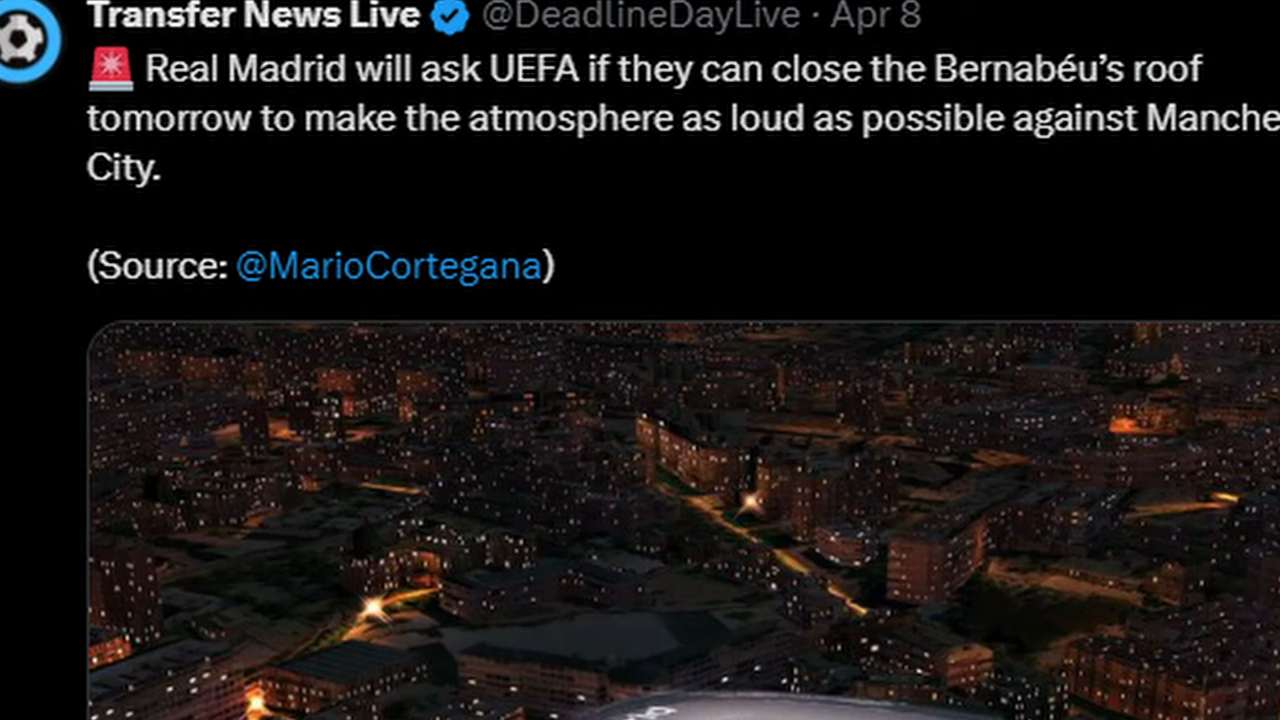 Transfer News Live @DeadlineDayLive · Apr 8
🚨 Real Madrid will ask UEFA if they can close the Bernabéu’s roof
tomorrow to make the atmosphere as loud as possible against Manche
City.
(Source: @MarioCortegana)